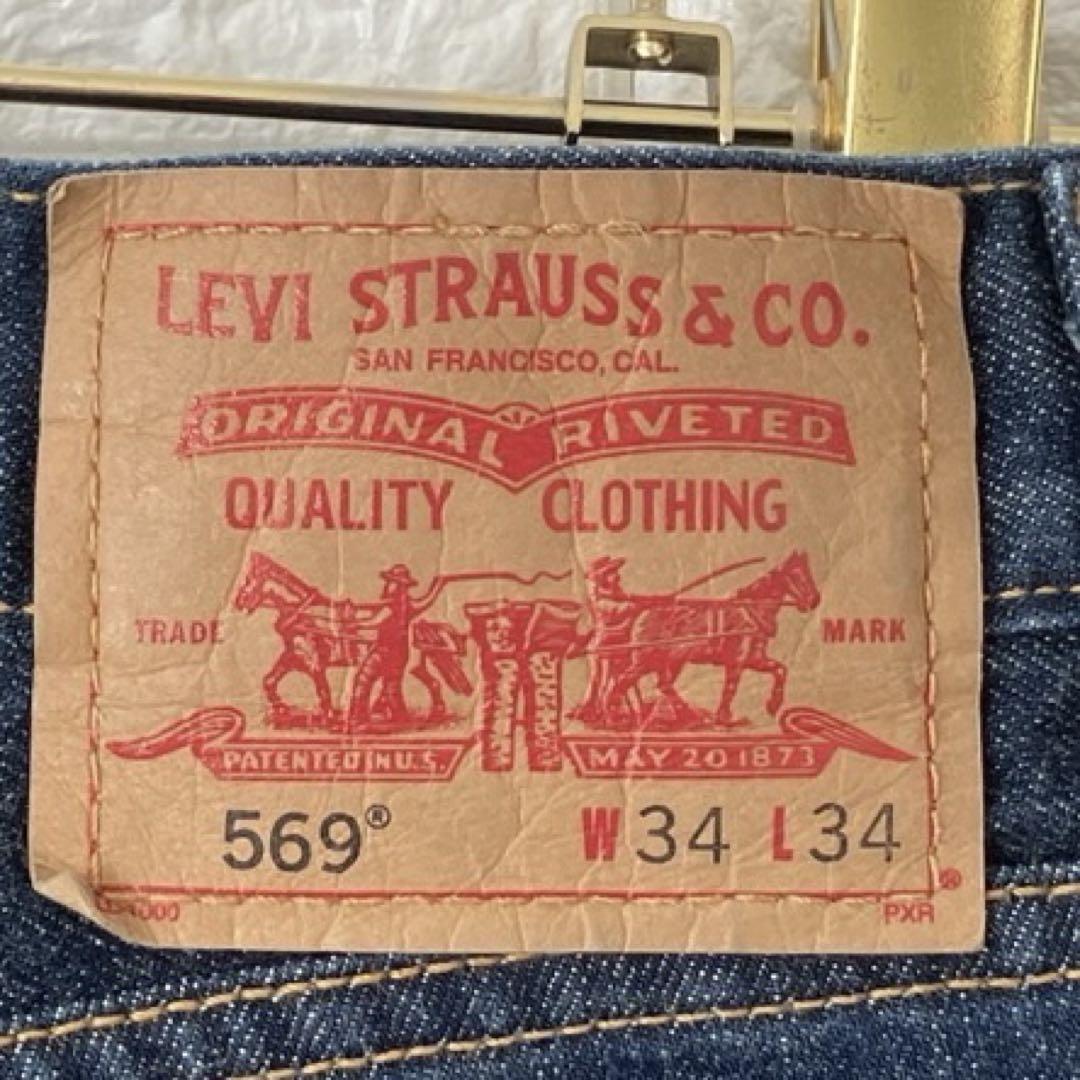 LEVI STRAUSS & CO.
SAN FRANCISCO, CAL.
ORIGINAL RIVETED
QUALITY CLOTHING
TRADE MARK
PATENTED IN U.S. MAY 20 1873
569® W34 L34
®
PXR